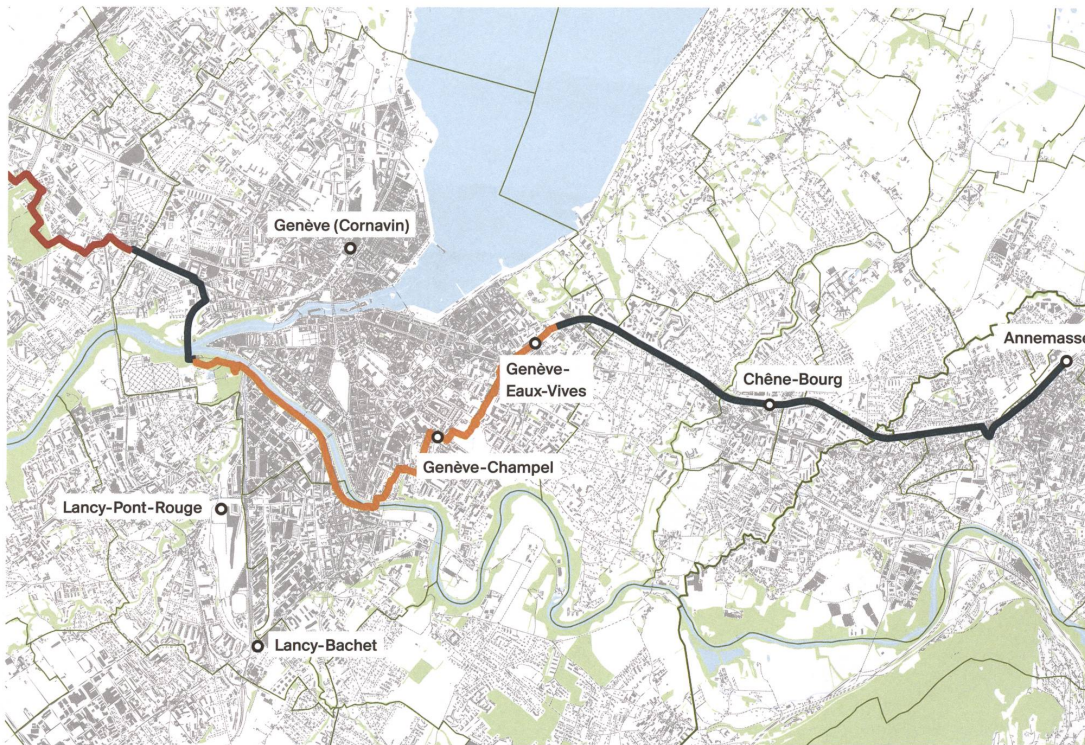 Genève (Cornavin)
Annemasse
Genève-
Eaux-Vives
Chêne-Bourg
Genève-Champel
Lancy-Pont-Rouge
Lancy-Bachet